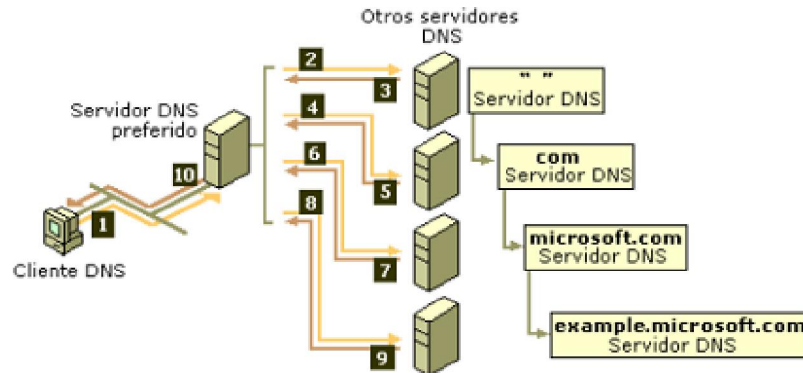 Otros servidores
DNS
2
3
" "
Servidor DNS
Servidor DNS
preferido
4
com
Servidor DNS
6
10
5
8
1
microsoft.com
Servidor DNS
7
Cliente DNS
example.microsoft.com
Servidor DNS
9